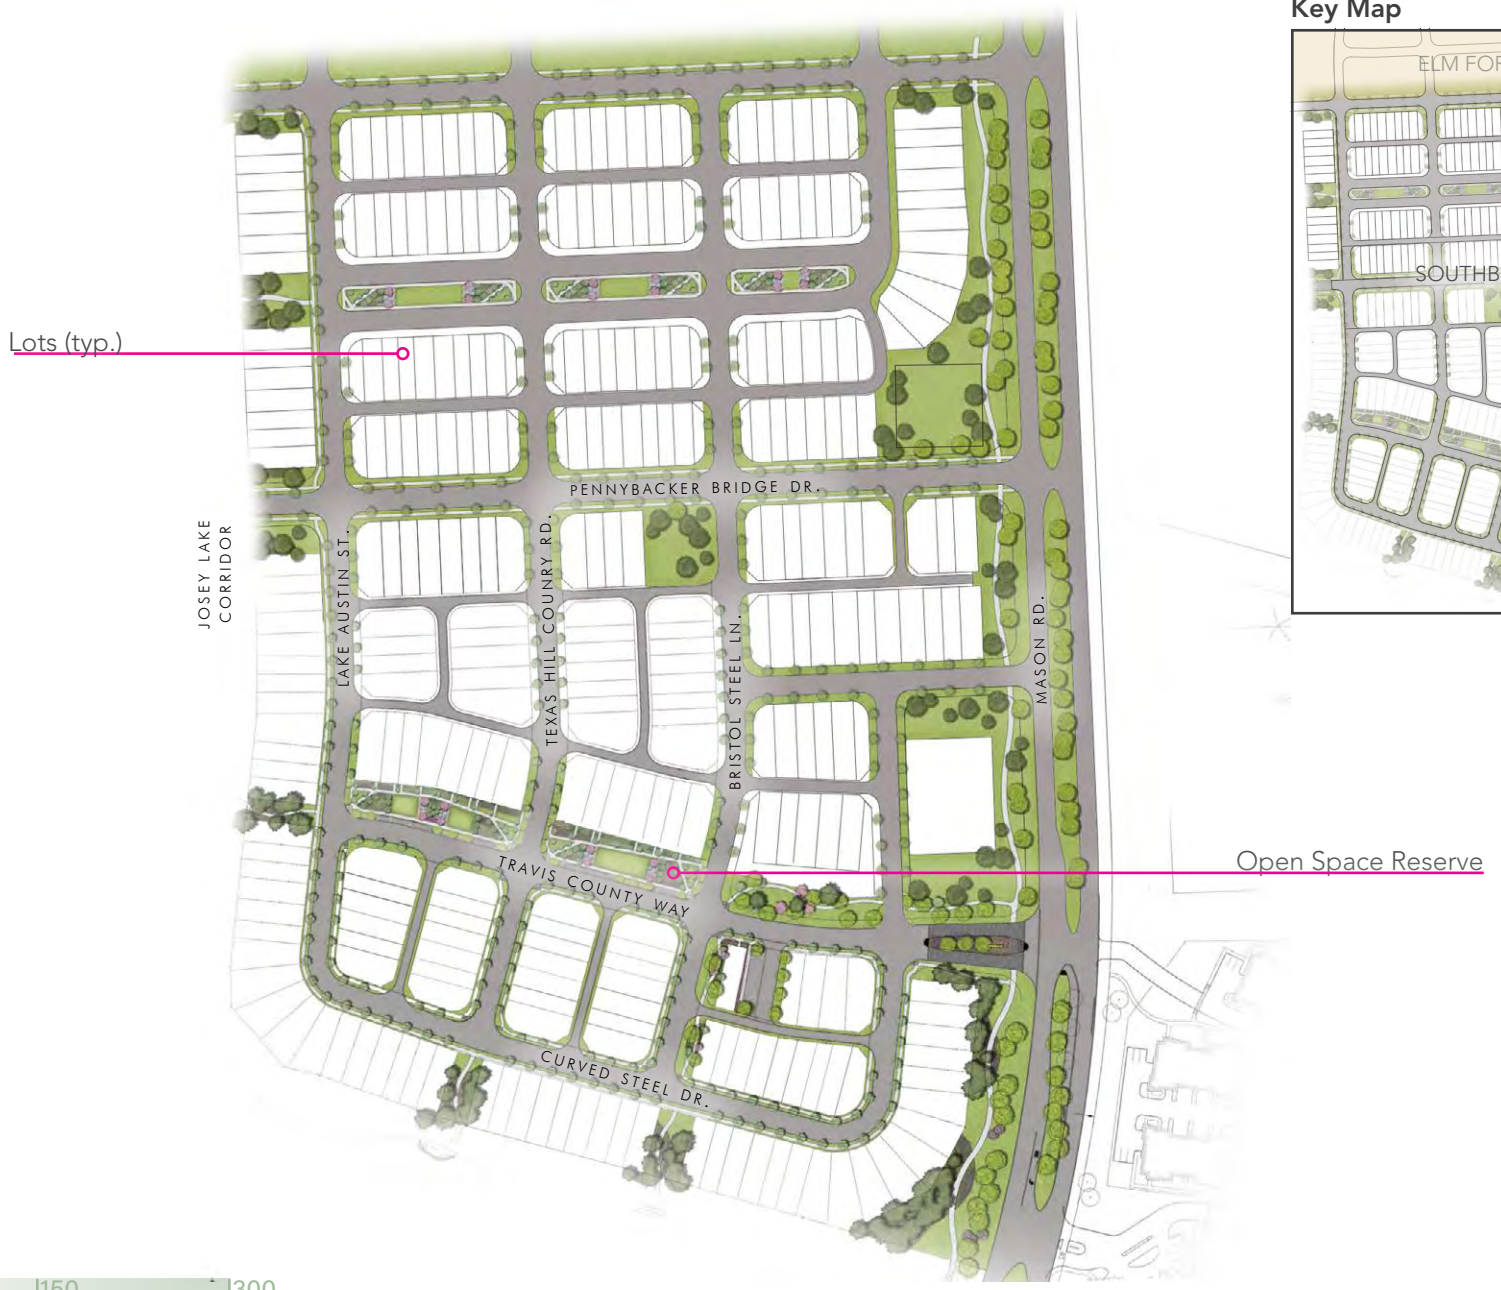 Key Map
ELM FOR
SOUTHB
Lots (typ.)
PENNYBACKER BRIDGE DR.
JOSEY LAKE
CORRIDOR
LAKE AUSTIN ST.
TEXAS HILL COUNRY RD.
BRISTOL STEEL LN.
MASON RD.
Open Space Reserve
TRAVIS COUNTY WAY
CURVED STEEL DR.
150
300